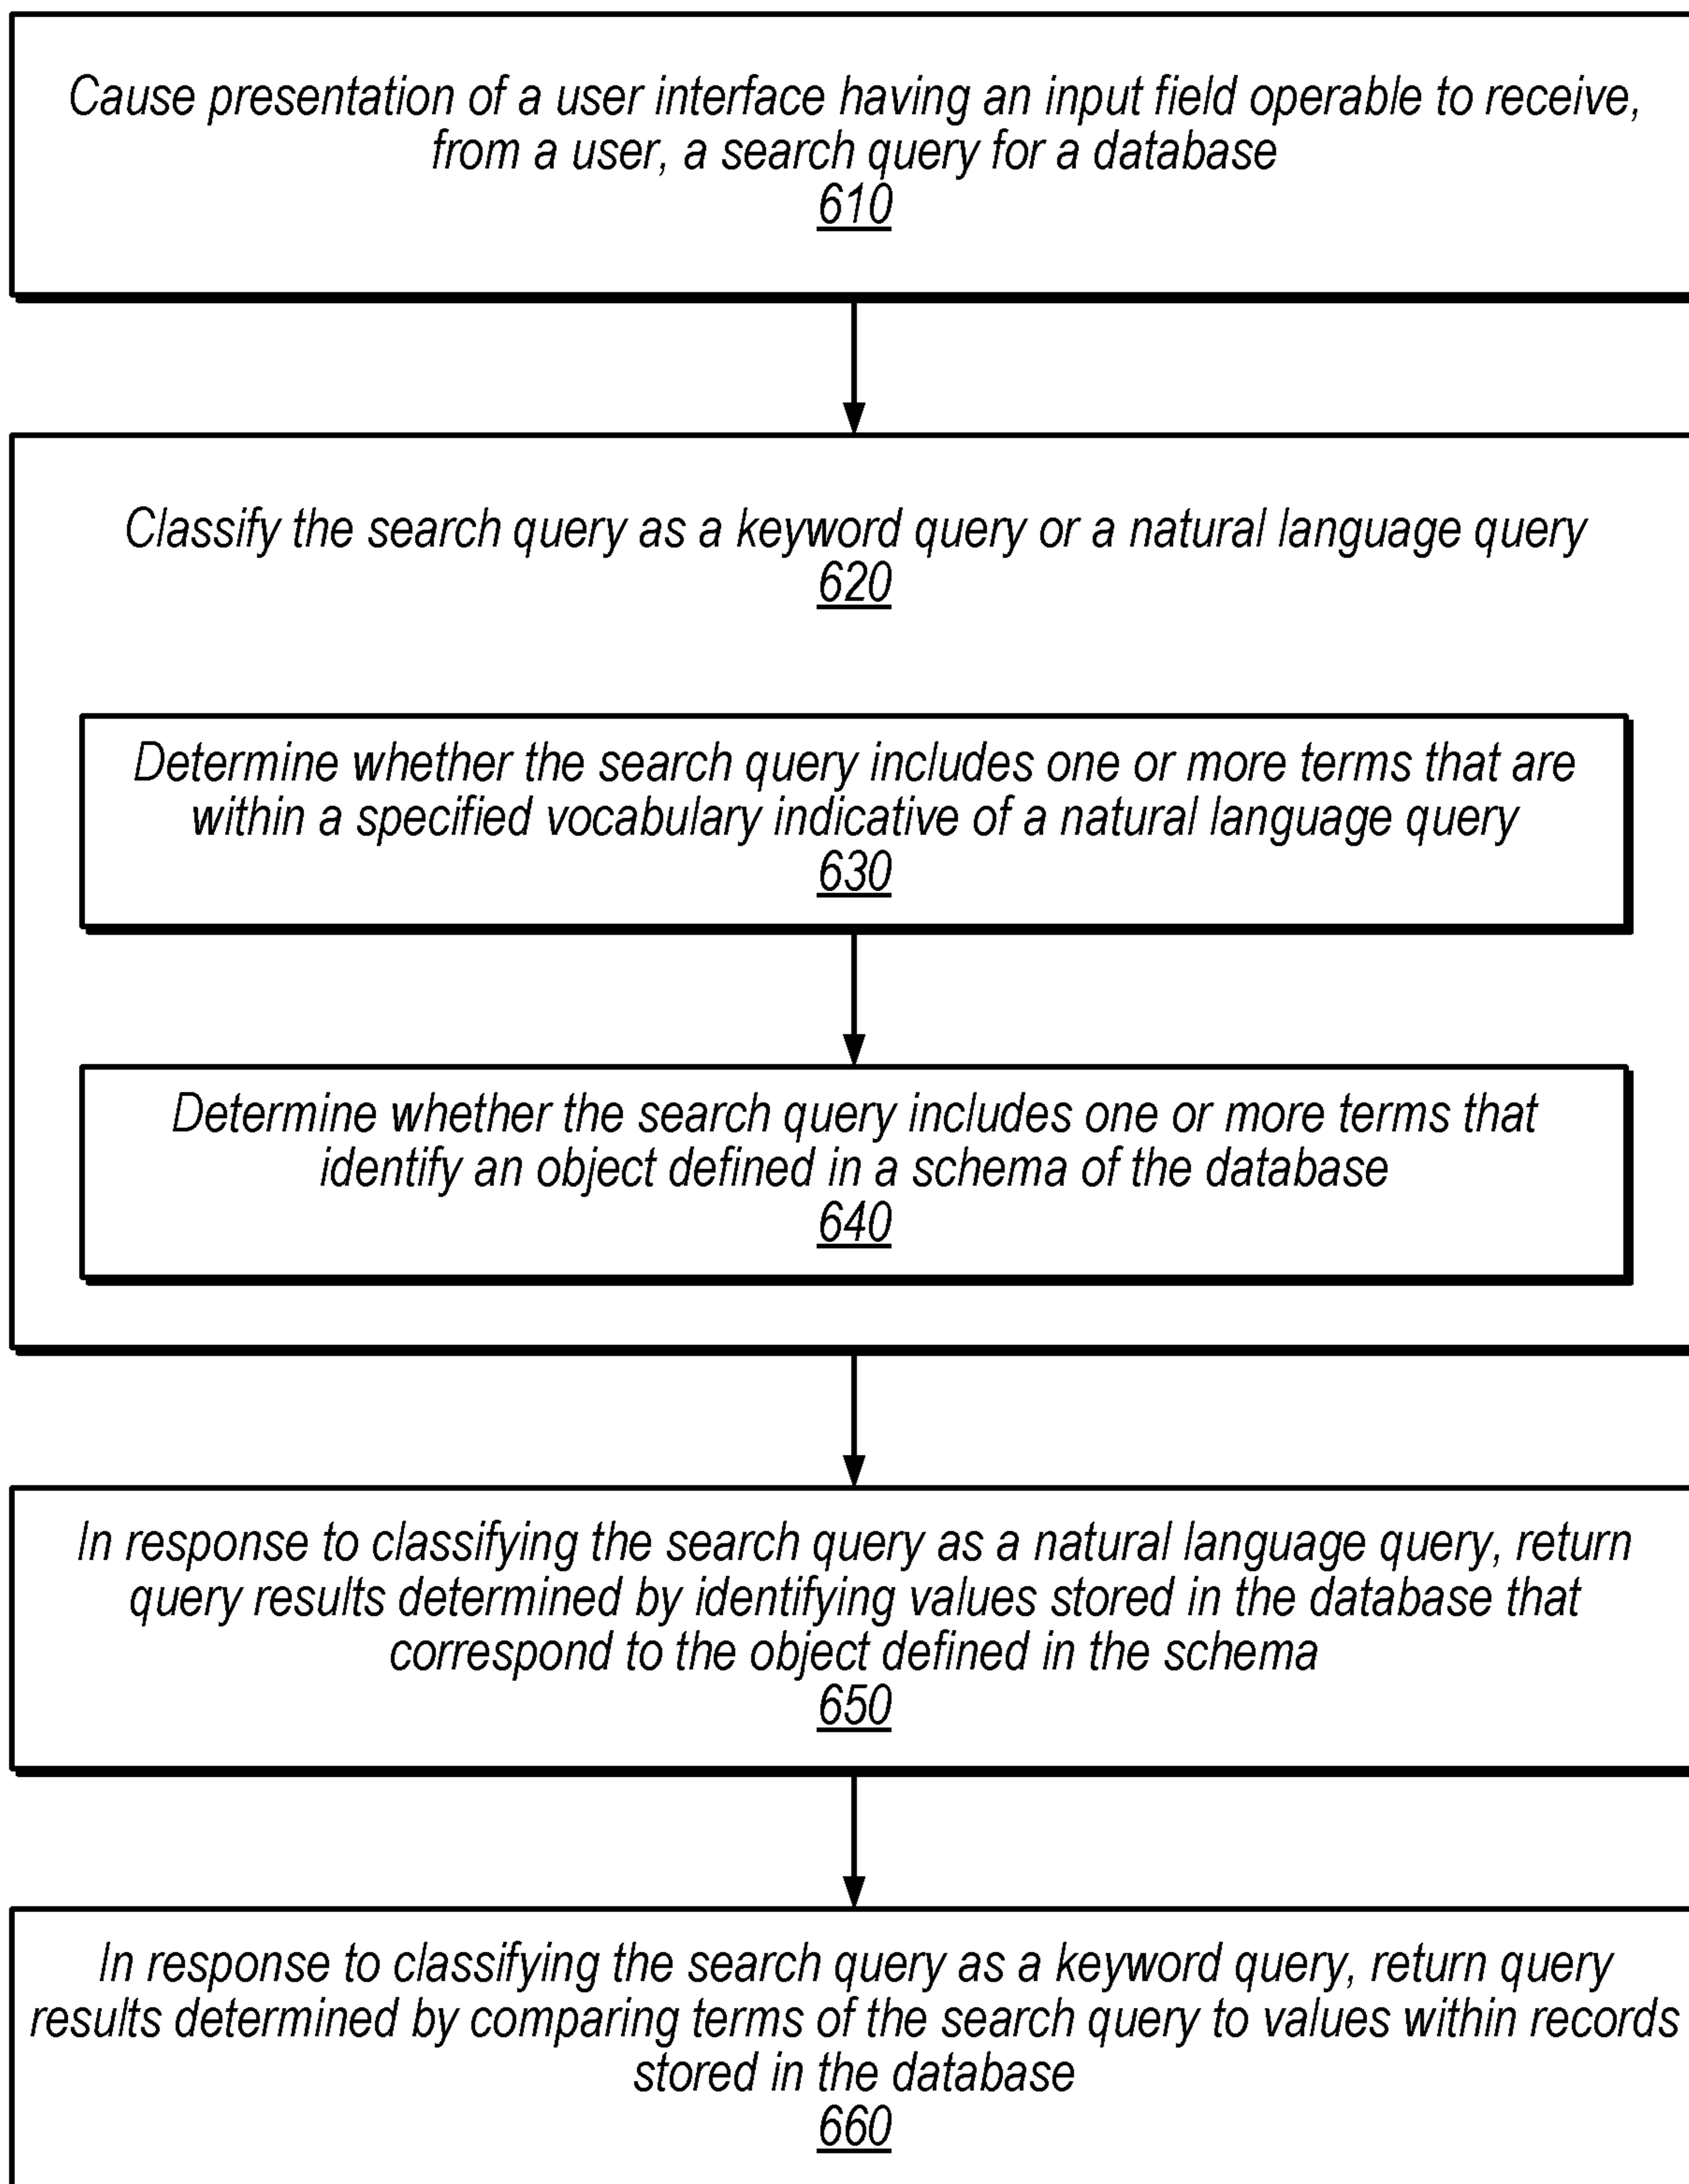 Cause presentation of a user interface having an input field operable to receive,
from a user, a search query for a database
610
Classify the search query as a keyword query or a natural language query
620
Determine whether the search query includes one or more terms that are
within a specified vocabulary indicative of a natural language query
630
Determine whether the search query includes one or more terms that
identify an object defined in a schema of the database
640
In response to classifying the search query as a natural language query, return
query results determined by identifying values stored in the database that
correspond to the object defined in the schema
650
In response to classifying the search query as a keyword query, return query
results determined by comparing terms of the search query to values within records
stored in the database
660